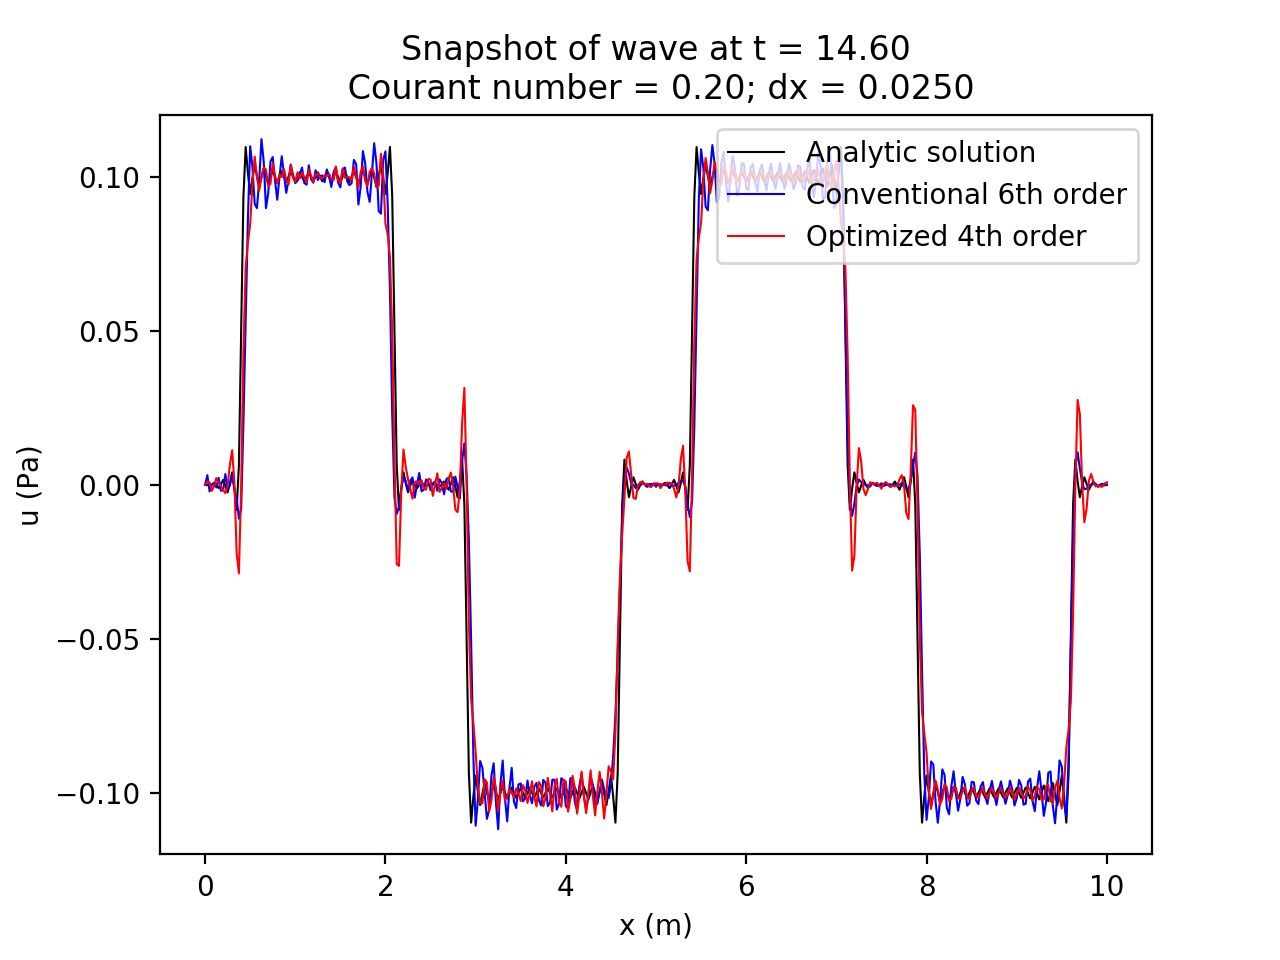 Snapshot of wave at t = 14.60
Courant number = 0.20; dx = 0.0250
Analytic solution
Conventional 6th order
Optimized 4th order
0.10
0.05
0.00
−0.05
−0.10
u (Pa)
0 2 4 6 8 10
x (m)